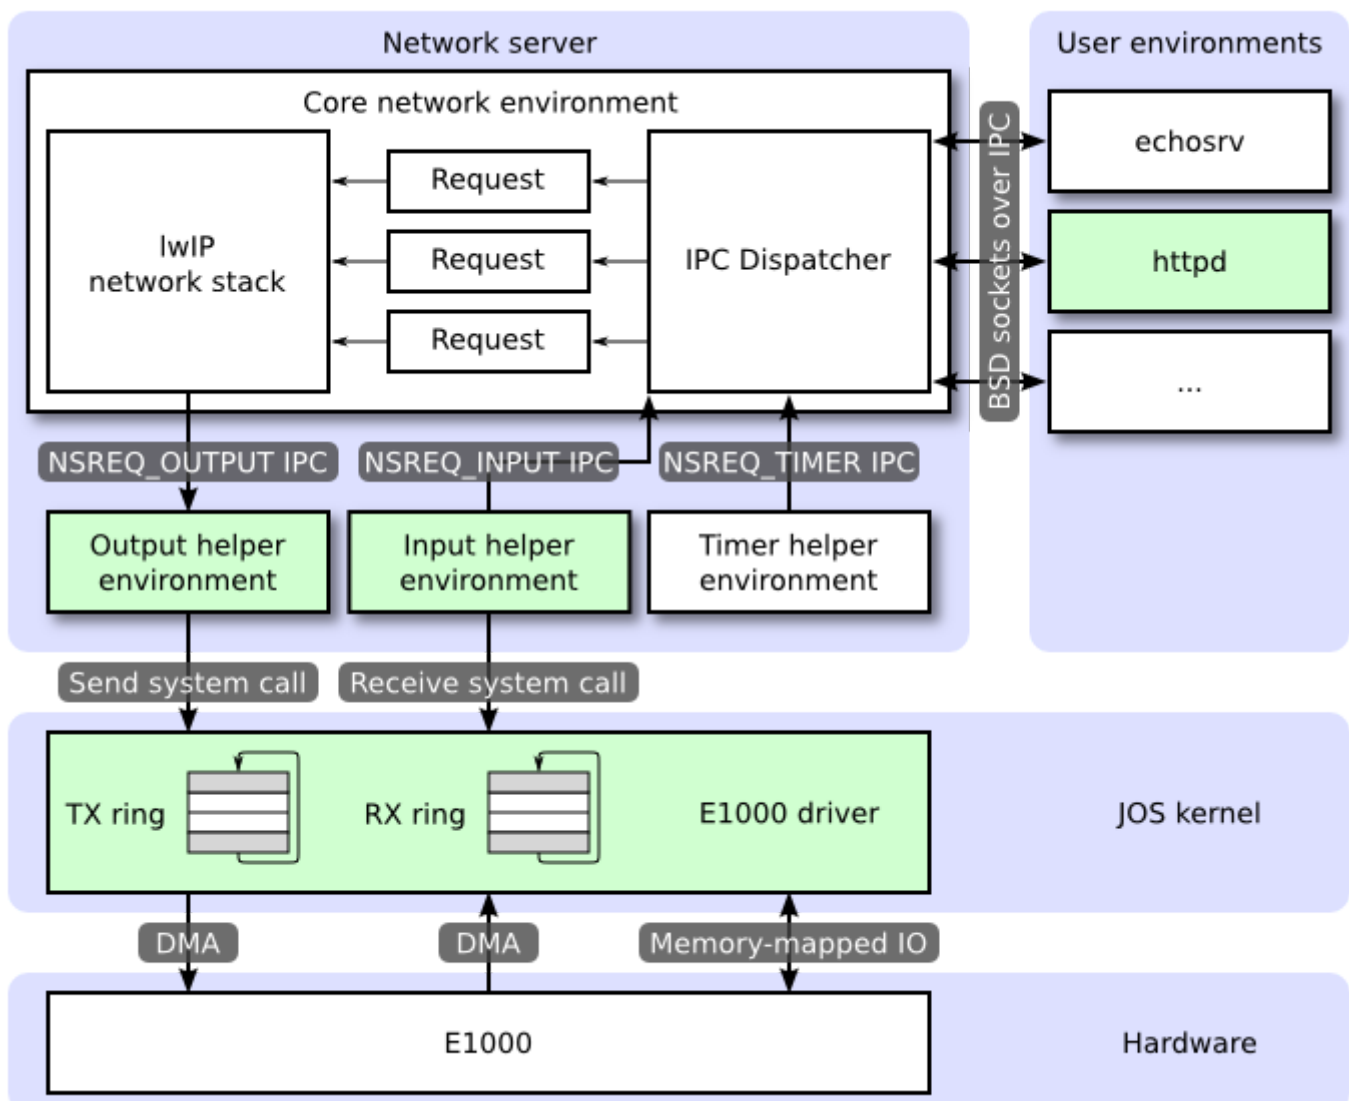 Network server
User environments
Core network environment
lwIP
network stack
Request
Request
Request
IPC Dispatcher
BSD sockets over IPC
echosrv
httpd
...
NSREQ_OUTPUT IPC
NSREQ_INPUT IPC
NSREQ_TIMER IPC
Output helper
environment
Input helper
environment
Timer helper
environment
Send system call
Receive system call
TX ring
RX ring
E1000 driver
JOS kernel
DMA
DMA
Memory-mapped IO
E1000
Hardware